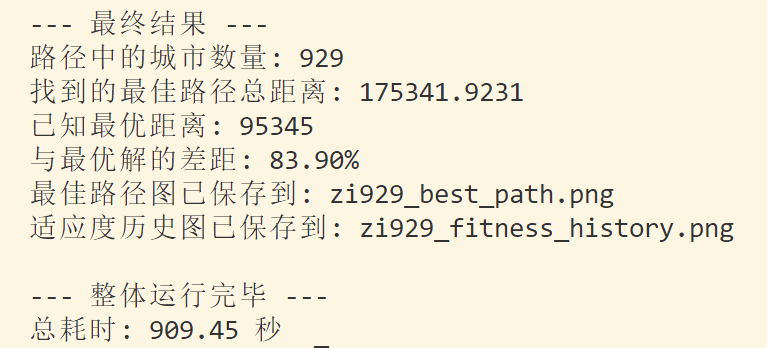 --- 最终结果 ---
路径中的城市数量: 929
找到的最佳路径总距离: 175341.9231
已知最优距离: 95345
与最优解的差距: 83.90%
最佳路径图已保存到: zi929_best_path.png
适应度历史图已保存到: zi929_fitness_history.png
--- 整体运行完毕 ---
总耗时: 909.45 秒